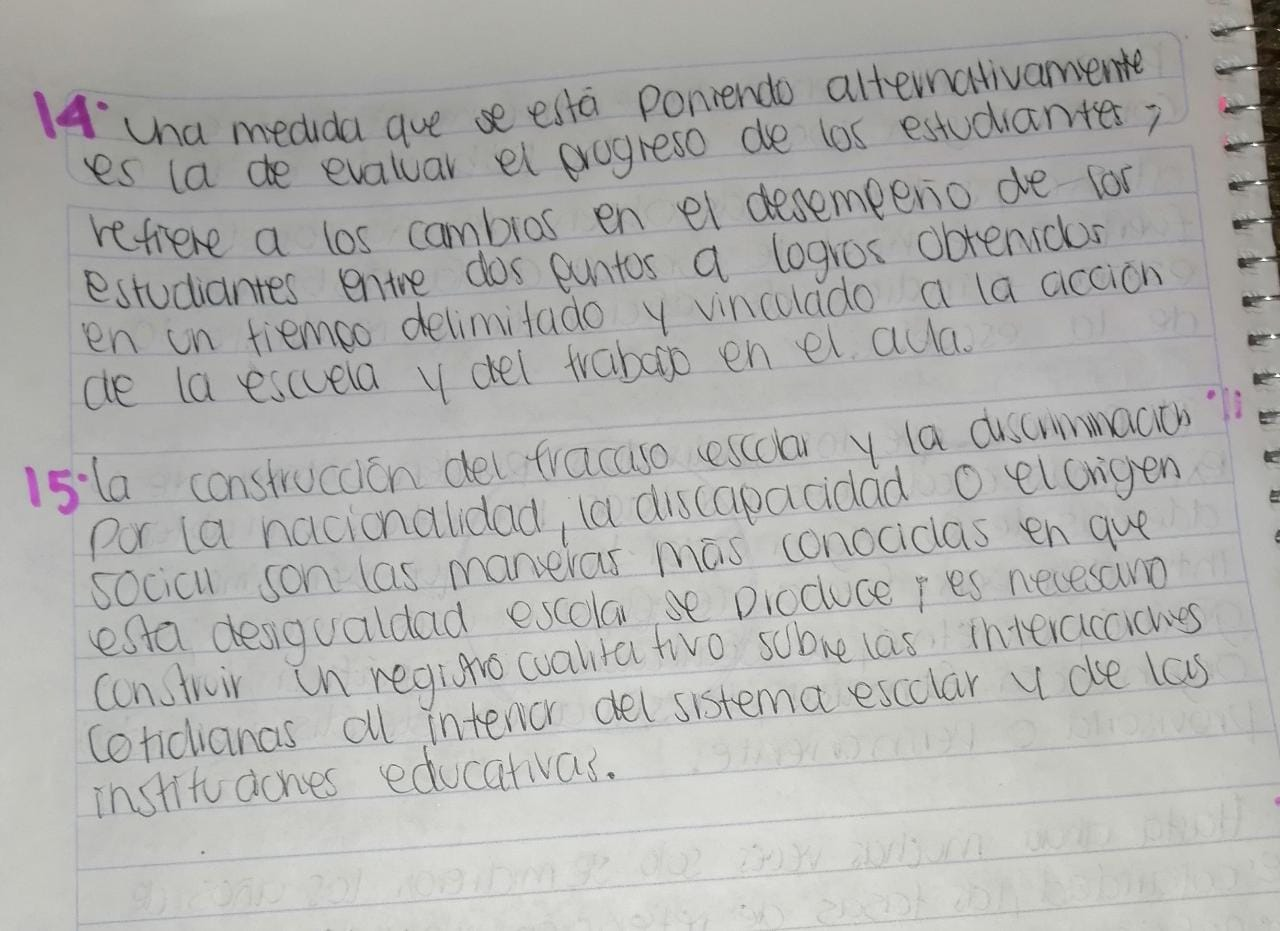 14. Una medida que se está poniendo alternativamente
es la de evaluar el progreso de los estudiantes,
refiere a los cambios en el desempeño de los
estudiantes entre dos puntos a logros obtenidos
en un tiempo delimitado y vinculado a la acción
de la escuela y del trabajo en el aula.
15. la construcción del fracaso escolar y la discriminación
por la nacionalidad, la discapacidad o el origen
social son las maneras más conocidas en que
esta desigualdad escolar se produce; es necesario
construir un registro cualitativo sobre las interacciones
cotidianas al interior del sistema escolar y de las
instituciones educativas.